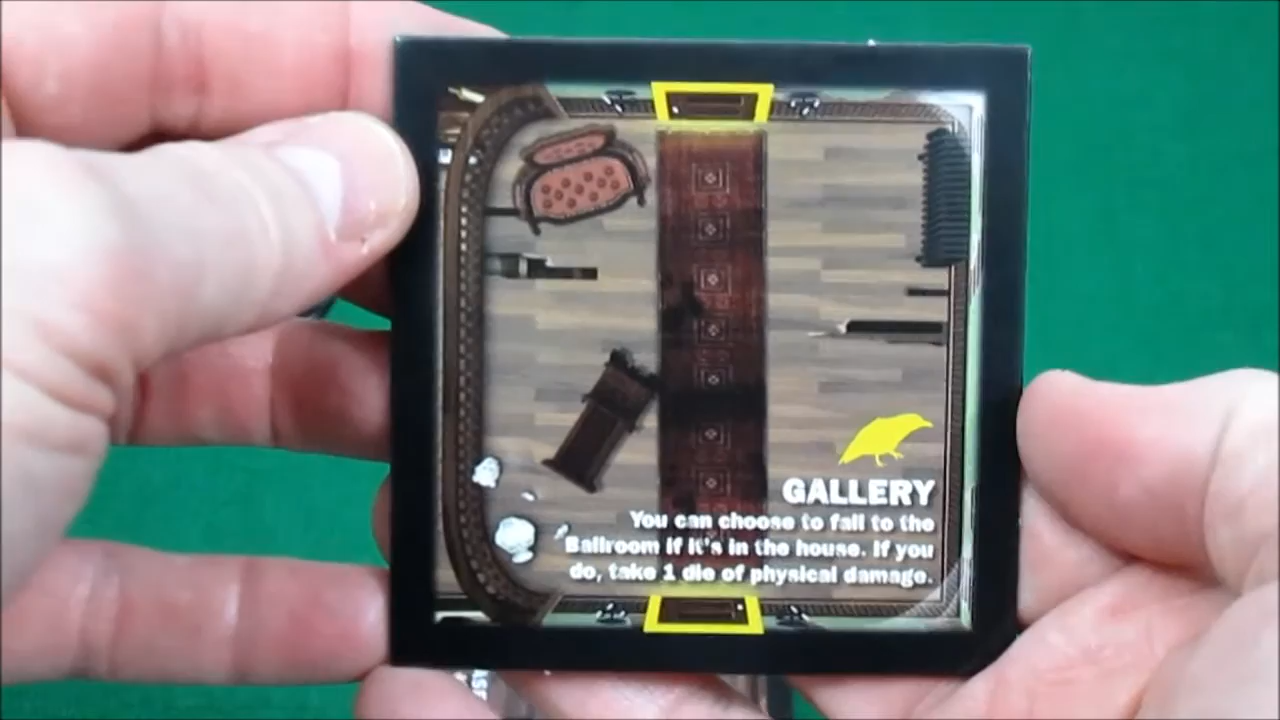 GALLERY
You can choose to fall to the
Ballroom if it's in the house. If you
do, take 1 die of physical damage.